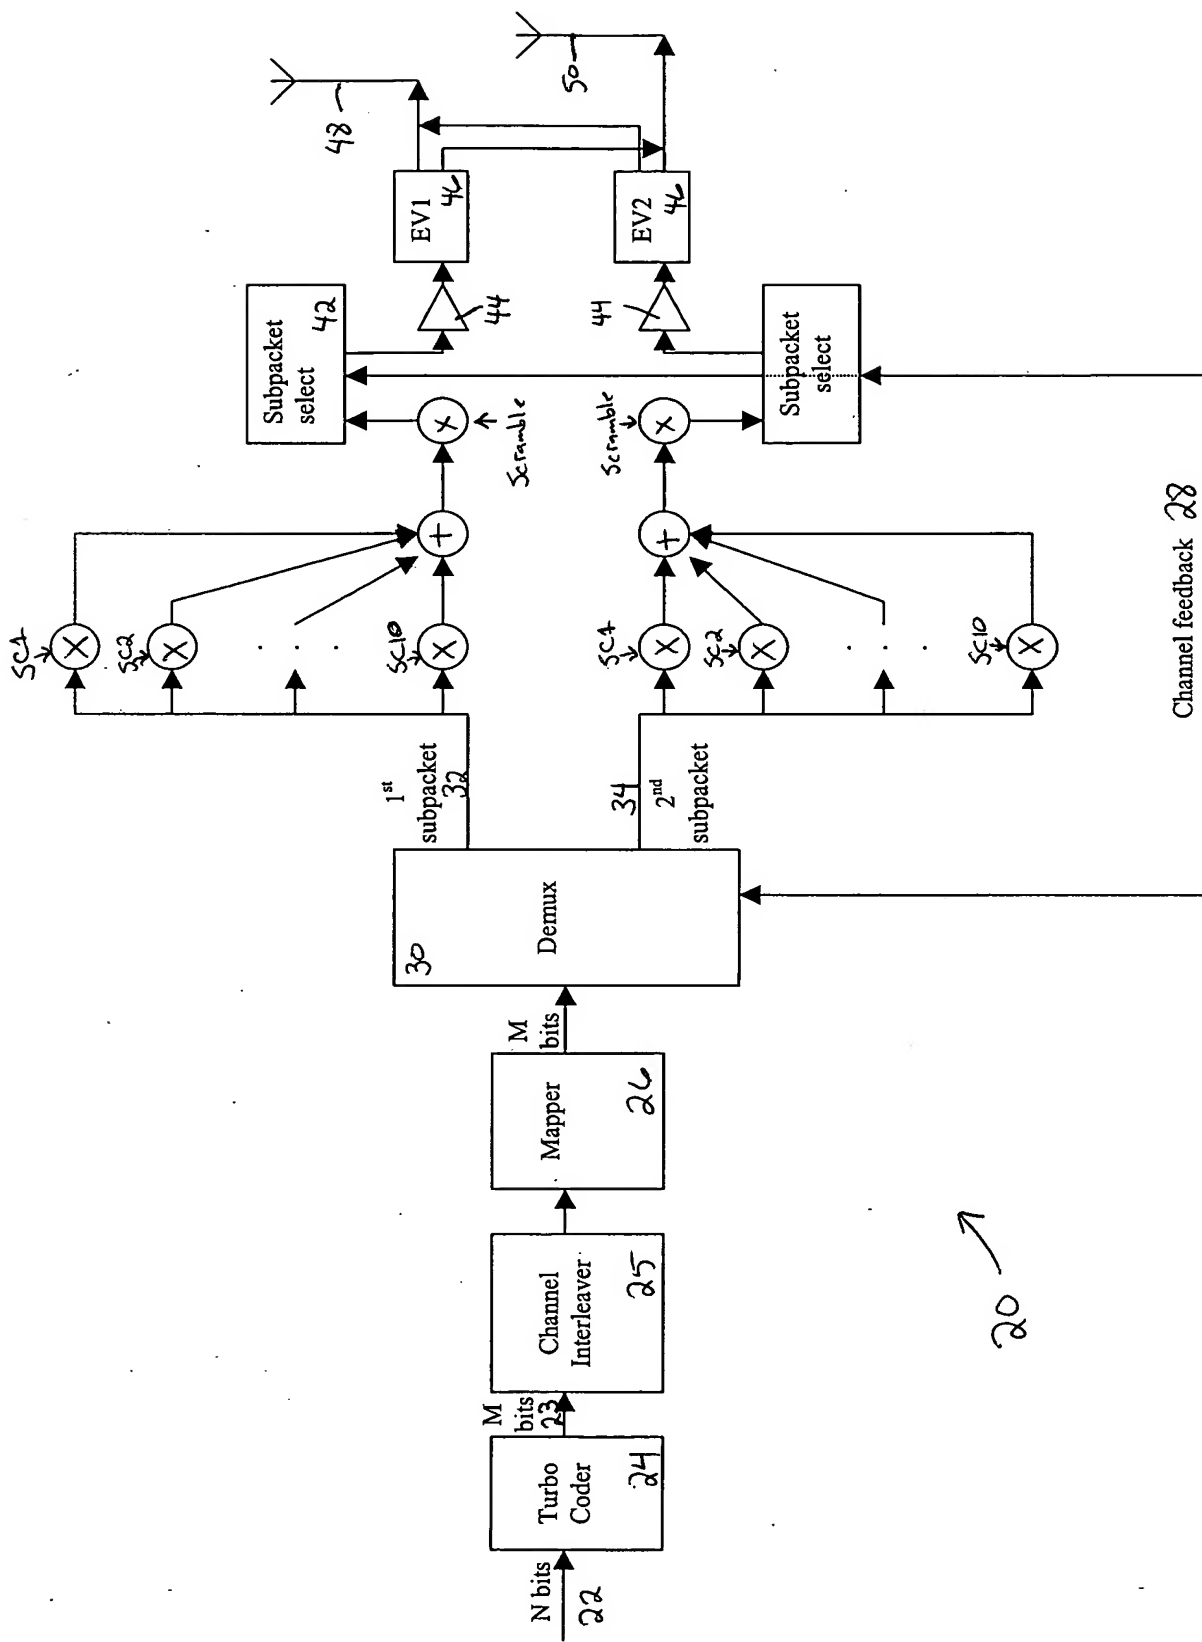 N bits
22
Turbo
Coder
24
M
bits
23
Channel
Interleaver
25
Mapper
26
M
bits
30
Demux
1st
subpacket
32
34
2nd
subpacket
SC1
X
SC2
X
. . .
SC10
X
SC1
X
SC2
X
. . .
SC10
X
+
+
X
Scramble
Scramble
X
Subpacket
select
42
Subpacket
select
44
44
EV1
46
EV2
46
48
50
Channel feedback 28
20